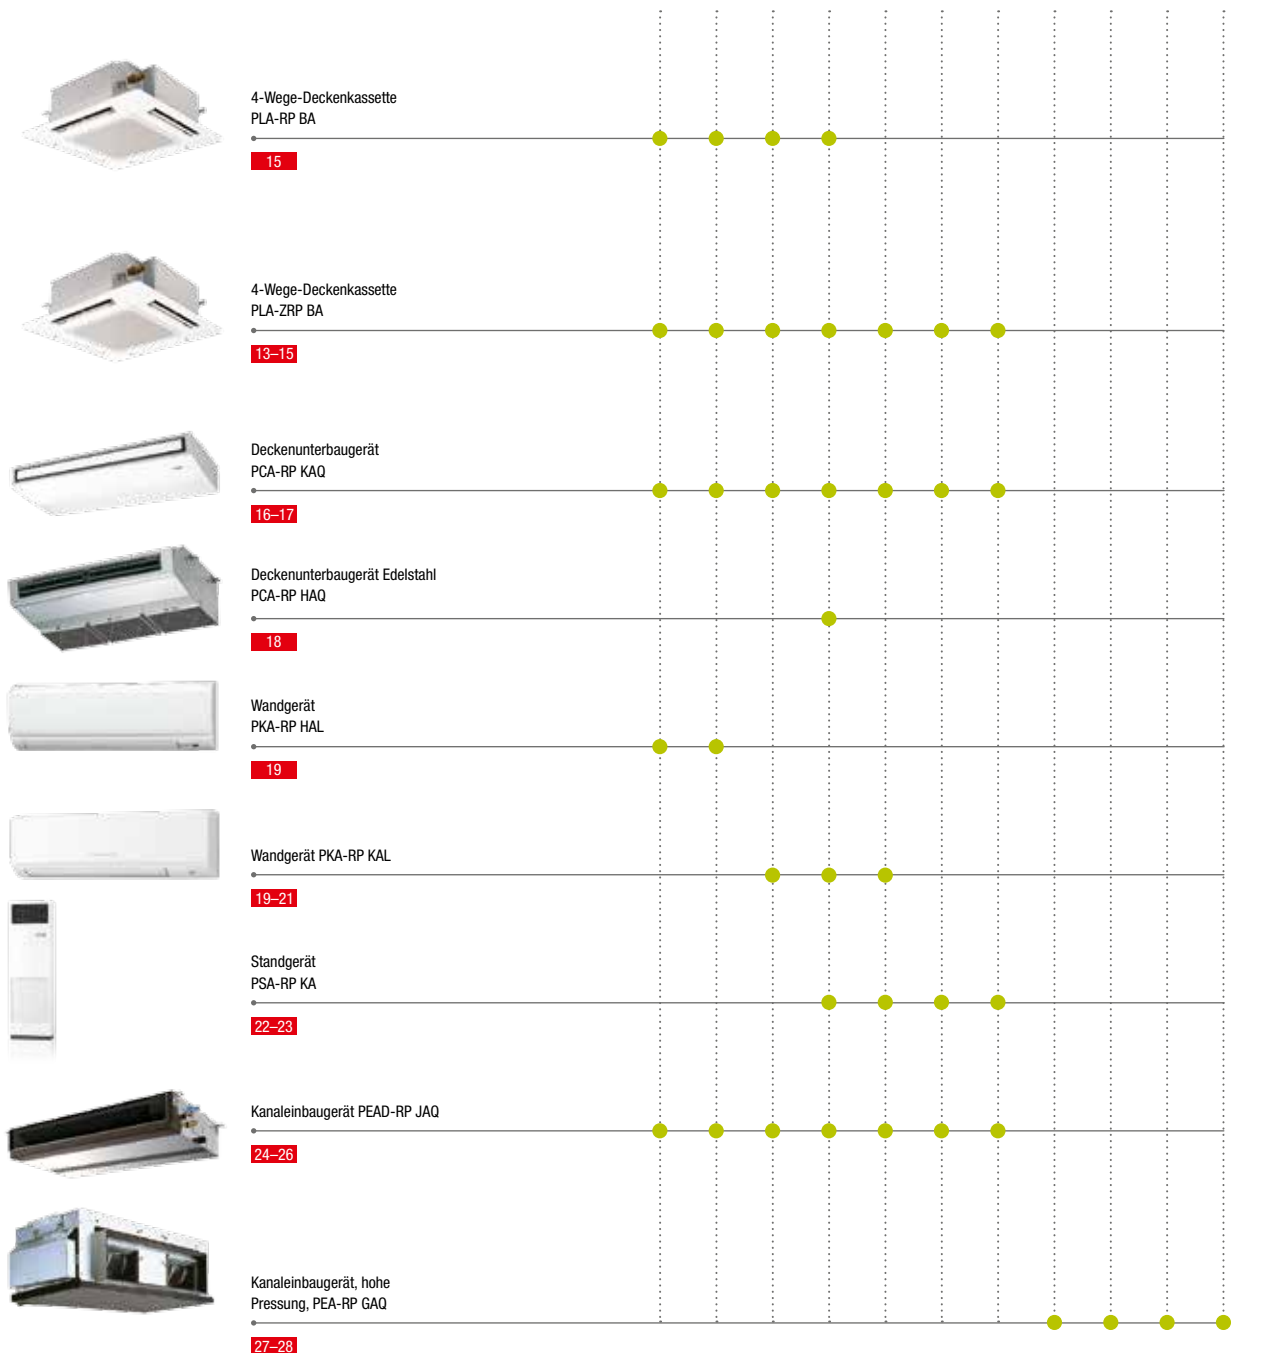 4-Wege-Deckenkassette
PLA-RP BA
15
4-Wege-Deckenkassette
PLA-ZRP BA
13–15
Deckenunterbaugerät
PCA-RP KAQ
16–17
Deckenunterbaugerät Edelstahl
PCA-RP HAQ
18
Wandgerät
PKA-RP HAL
19
Wandgerät PKA-RP KAL
19–21
Standgerät
PSA-RP KA
22–23
Kanaleinbaugerät PEAD-RP JAQ
24–26
Kanaleinbaugerät, hohe
Pressung, PEA-RP GAQ
27–28